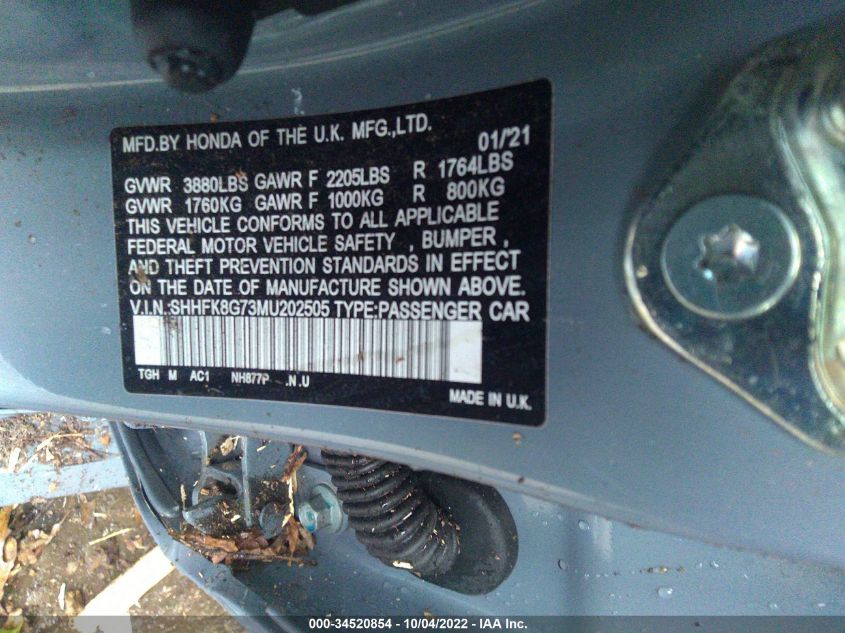 MFD.BY HONDA OF THE U.K. MFG.,LTD. 01/'21
GVWR 3880LBS GAWR F 2205LBS R 1764LBS
GVWR 1760KG GAWR F 1000KG R 800KG
THIS VEHICLE CONFORMS TO ALL APPLICABLE
FEDERAL MOTOR VEHICLE SAFETY , BUMPER ,
AND THEFT PREVENTION STANDARDS IN EFFECT
ON THE DATE OF MANUFACTURE SHOWN ABOVE.
V.I.N.:SHHFK8G73MU202505 TYPE:PASSENGER CAR
TGH M AC1 NH877P .N.U
MADE IN U.K.
000-34520854 - 10/04/2022 - IAA Inc.